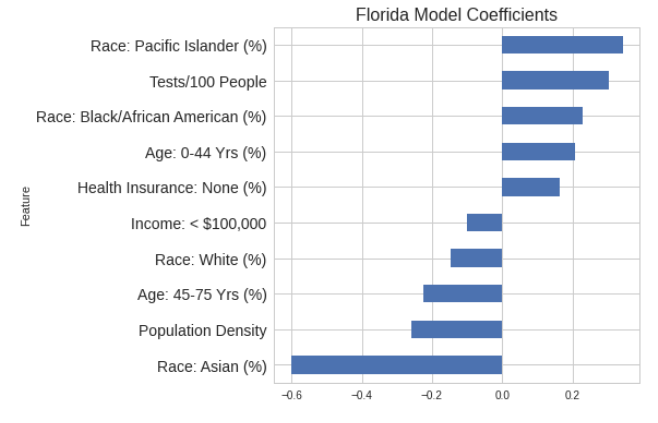 Florida Model Coefficients
Race: Pacific Islander (%)
Tests/100 People
Race: Black/African American (%)
Age: 0-44 Yrs (%)
Health Insurance: None (%)
Income: < $100,000
Race: White (%)
Age: 45-75 Yrs (%)
Population Density
Race: Asian (%)
Feature
−0.6 −0.4 −0.2 0.0 0.2